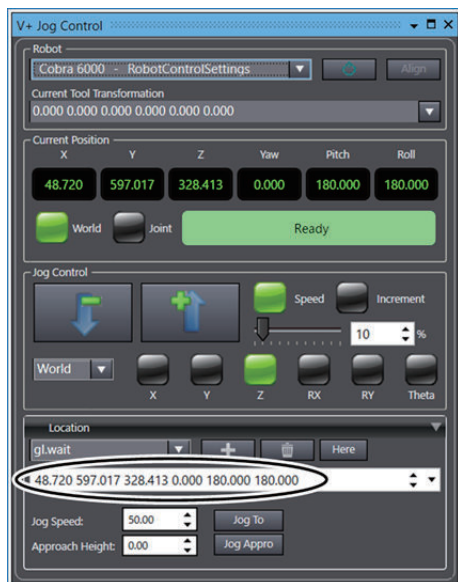 V+ Jog Control
Robot
Cobra 6000 - RobotControlSettings
Align
Current Tool Transformation
0.000 0.000 0.000 0.000 0.000 0.000
Current Position
X Y Z Yaw Pitch Roll
48.720 597.017 328.413 0.000 180.000 180.000
World Joint Ready
Jog Control
Speed Increment
10 %
World
X Y Z RX RY Theta
Location
gl.wait Here
48.720 597.017 328.413 0.000 180.000 180.000
Jog Speed: 50.00 Jog To
Approach Height: 0.00 Jog Appro